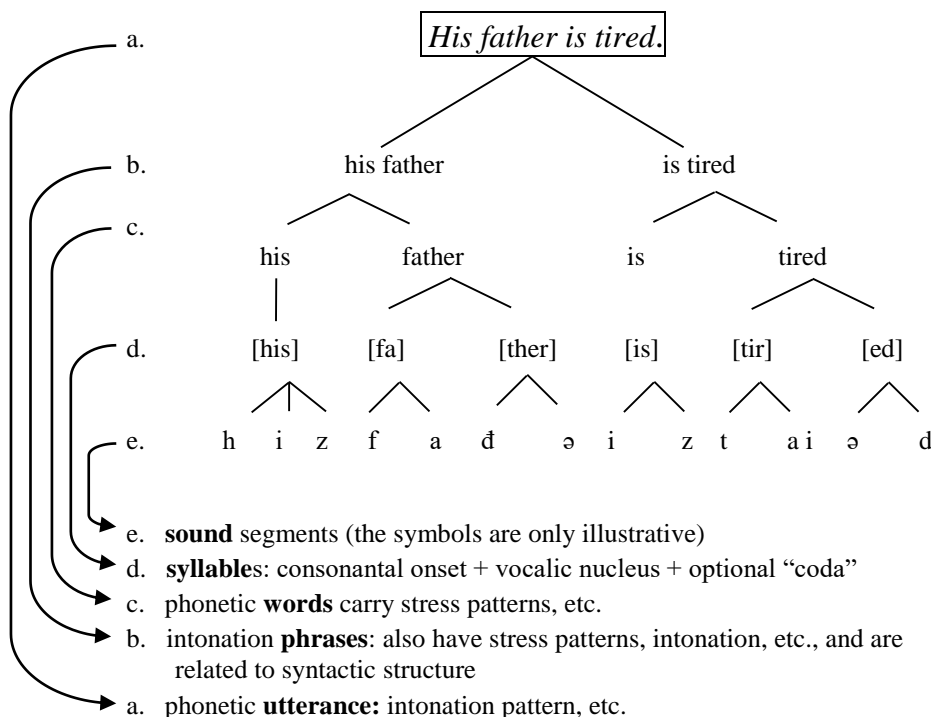 a. His father is tired.
b. his father is tired
c.
his father is tired
d. [his] [fa] [ther] [is] [tir] [ed]
e. h i z f a đ ə i z t a i ə d
e. sound segments (the symbols are only illustrative)
d. syllables: consonantal onset + vocalic nucleus + optional “coda”
c. phonetic words carry stress patterns, etc.
b. intonation phrases: also have stress patterns, intonation, etc., and are
related to syntactic structure
a. phonetic utterance: intonation pattern, etc.